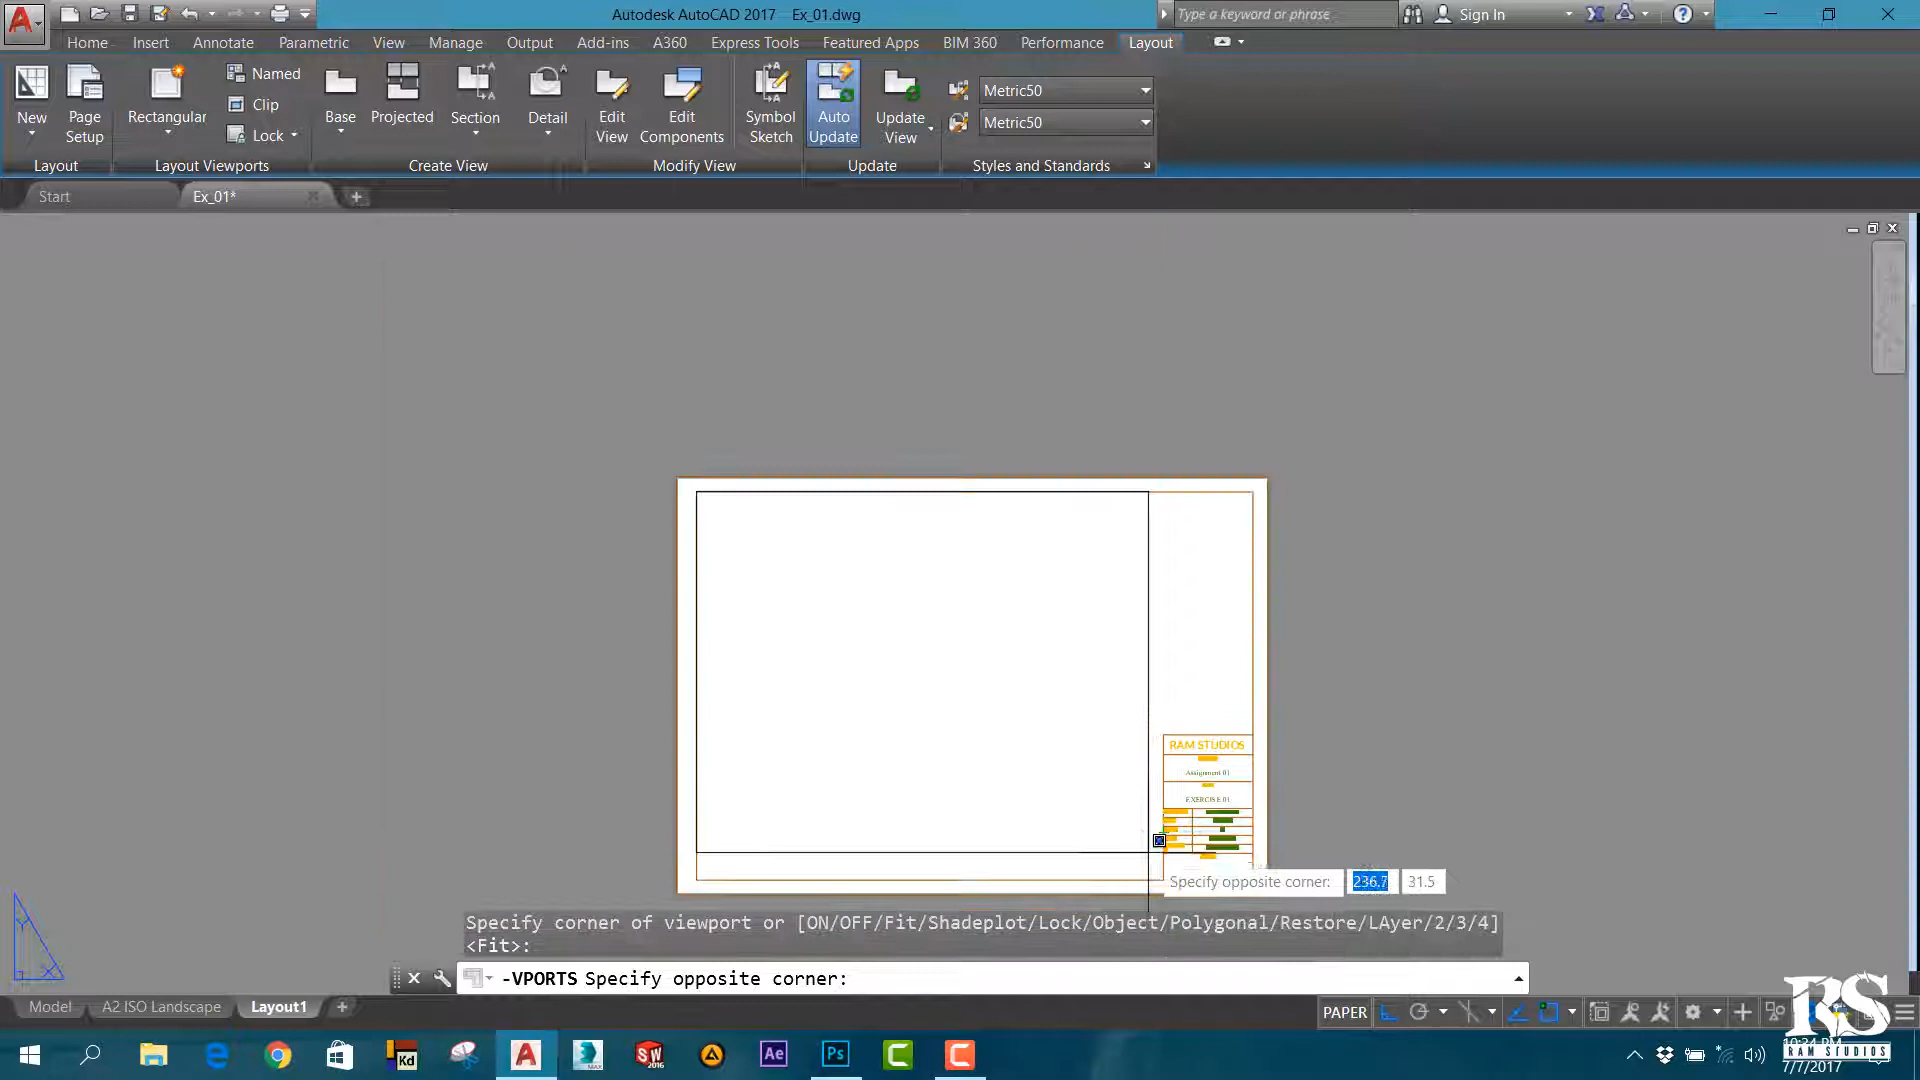 Autodesk AutoCAD 2017 Ex_01.dwg
Type a keyword or phrase
Sign In
Home Insert Annotate Parametric View Manage Output Add-ins A360 Express Tools Featured Apps BIM 360 Performance Layout
New
Page Setup
Rectangular
Named
Clip
Lock
Base
Projected
Section
Detail
Edit View
Edit Components
Symbol Sketch
Auto Update
Update View
Metric50
Metric50
Layout Layout Viewports Create View Modify View Update Styles and Standards
Start Ex_01*
RAM STUDIOS
Assignment 01
EXERCISE 01
Specify opposite corner: 236.7 31.5
Specify corner of viewport or [ON/OFF/Fit/Shadeplot/Lock/Object/Polygonal/Restore/LAyer/2/3/4]
<Fit>:
-VPORTS Specify opposite corner:
Model A2 ISO Landscape Layout1
PAPER
RS
RAM STUDIOS
7/7/2017